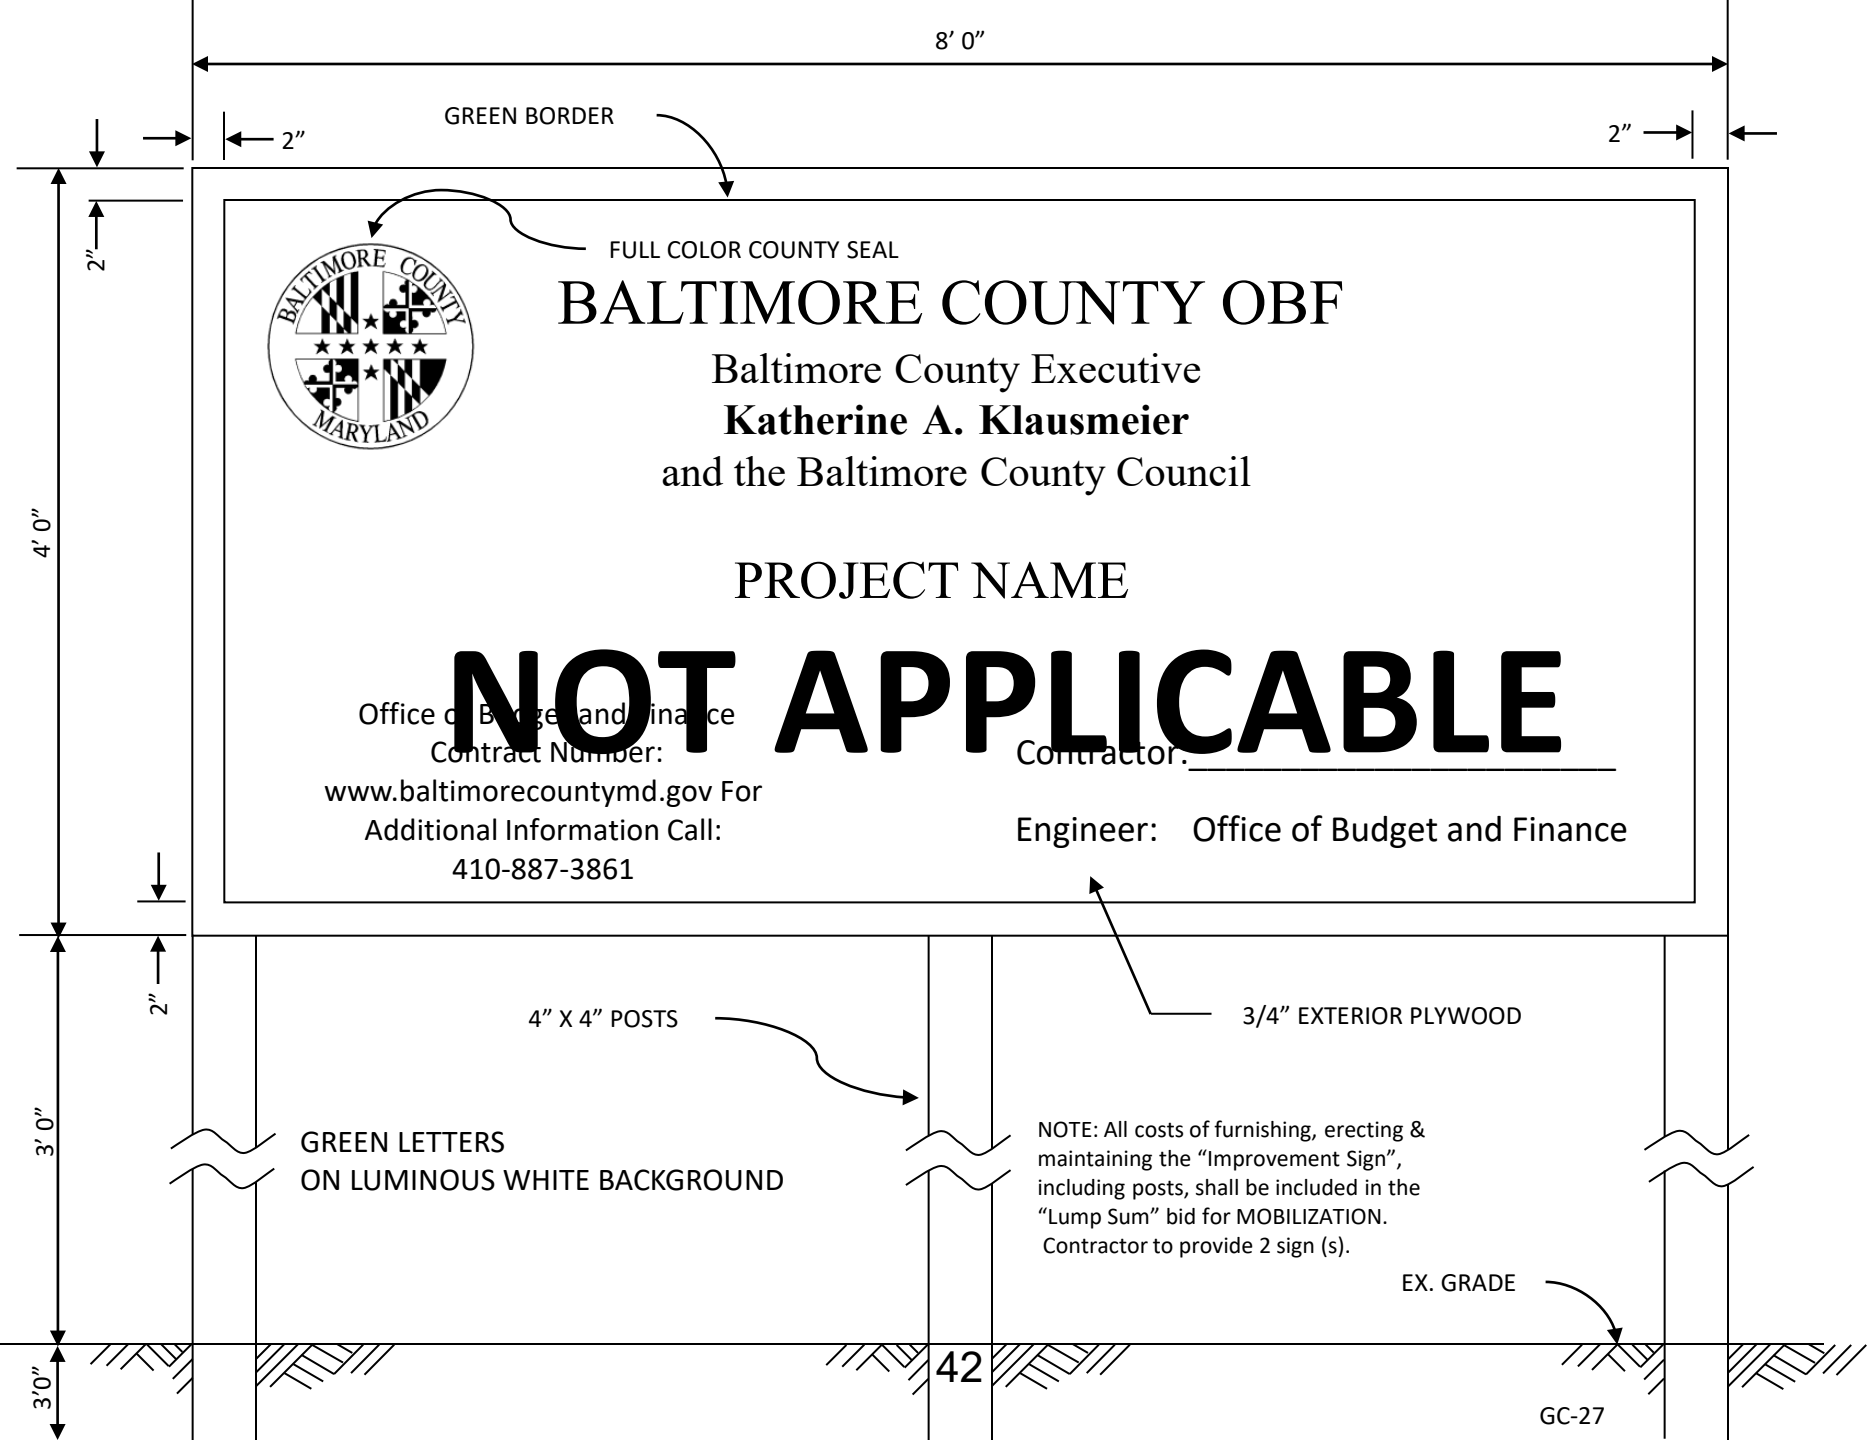 8’ 0”
GREEN BORDER
2”
2”
2”
FULL COLOR COUNTY SEAL
BALTIMORE COUNTY
MARYLAND
BALTIMORE COUNTY OBF
Baltimore County Executive
Katherine A. Klausmeier
and the Baltimore County Council
4’ 0”
PROJECT NAME
NOT APPLICABLE
Office of Budget and Finance
Contract Number:
www.baltimorecountymd.gov For
Additional Information Call:
410-887-3861
Contractor:_______________________
Engineer: Office of Budget and Finance
2”
4” X 4” POSTS
3/4” EXTERIOR PLYWOOD
3’ 0”
GREEN LETTERS
ON LUMINOUS WHITE BACKGROUND
NOTE: All costs of furnishing, erecting &
maintaining the “Improvement Sign”,
including posts, shall be included in the
“Lump Sum” bid for MOBILIZATION.
Contractor to provide 2 sign (s).
EX. GRADE
3’0”
42
GC-27